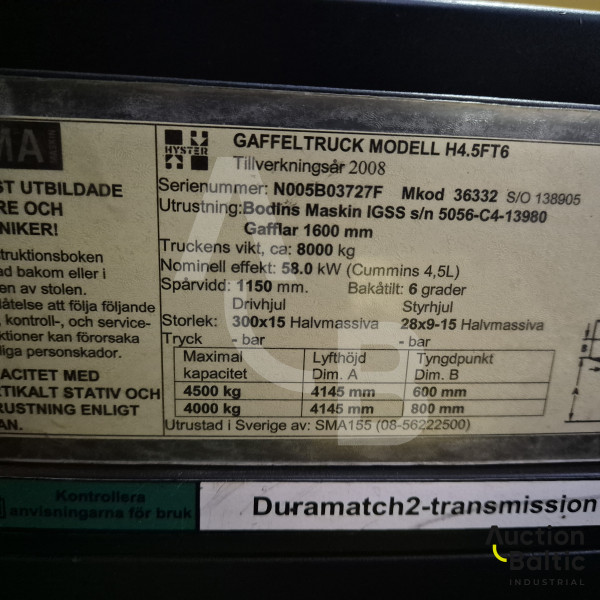 MA
HYSTER
GAFFELTRUCK MODELL H4.5FT6
Tillverkningsår 2008
Serienummer: N005B03727F Mkod 36332 S/O 138905
Utrustning: Bodins Maskin IGSS s/n 5056-C4-13980
Gafflar 1600 mm
Truckens vikt, ca: 8000 kg
Nominell effekt: 58.0 kW (Cummins 4,5L)
Spårvidd: 1150 mm. Bakåtilt: 6 grader
Drivhjul Styrhjul
Storlek: 300x15 Halvmassiva 28x9-15 Halvmassiva
Tryck - bar - bar
Maximal kapacitet Lyfthöjd Dim. A Tyngdpunkt Dim. B
4500 kg 4145 mm 600 mm
4000 kg 4145 mm 800 mm
Utrustad i Sverige av: SMA155 (08-56222500)
ST UTBILDADE
RE OCH
NIKER!
struktionsboken
ad bakom eller i
en av stolen.
låtelse att följa följande
, kontroll-, och service-
ktioner kan förorsaka
liga personskador.
ACITET MED
TIKALT STATIV OCH
RUSTNING ENLIGT
AN.
Kontrollera
anvisningarna för bruk
Duramatch2-transmission
Auction
Baltic
INDUSTRIAL